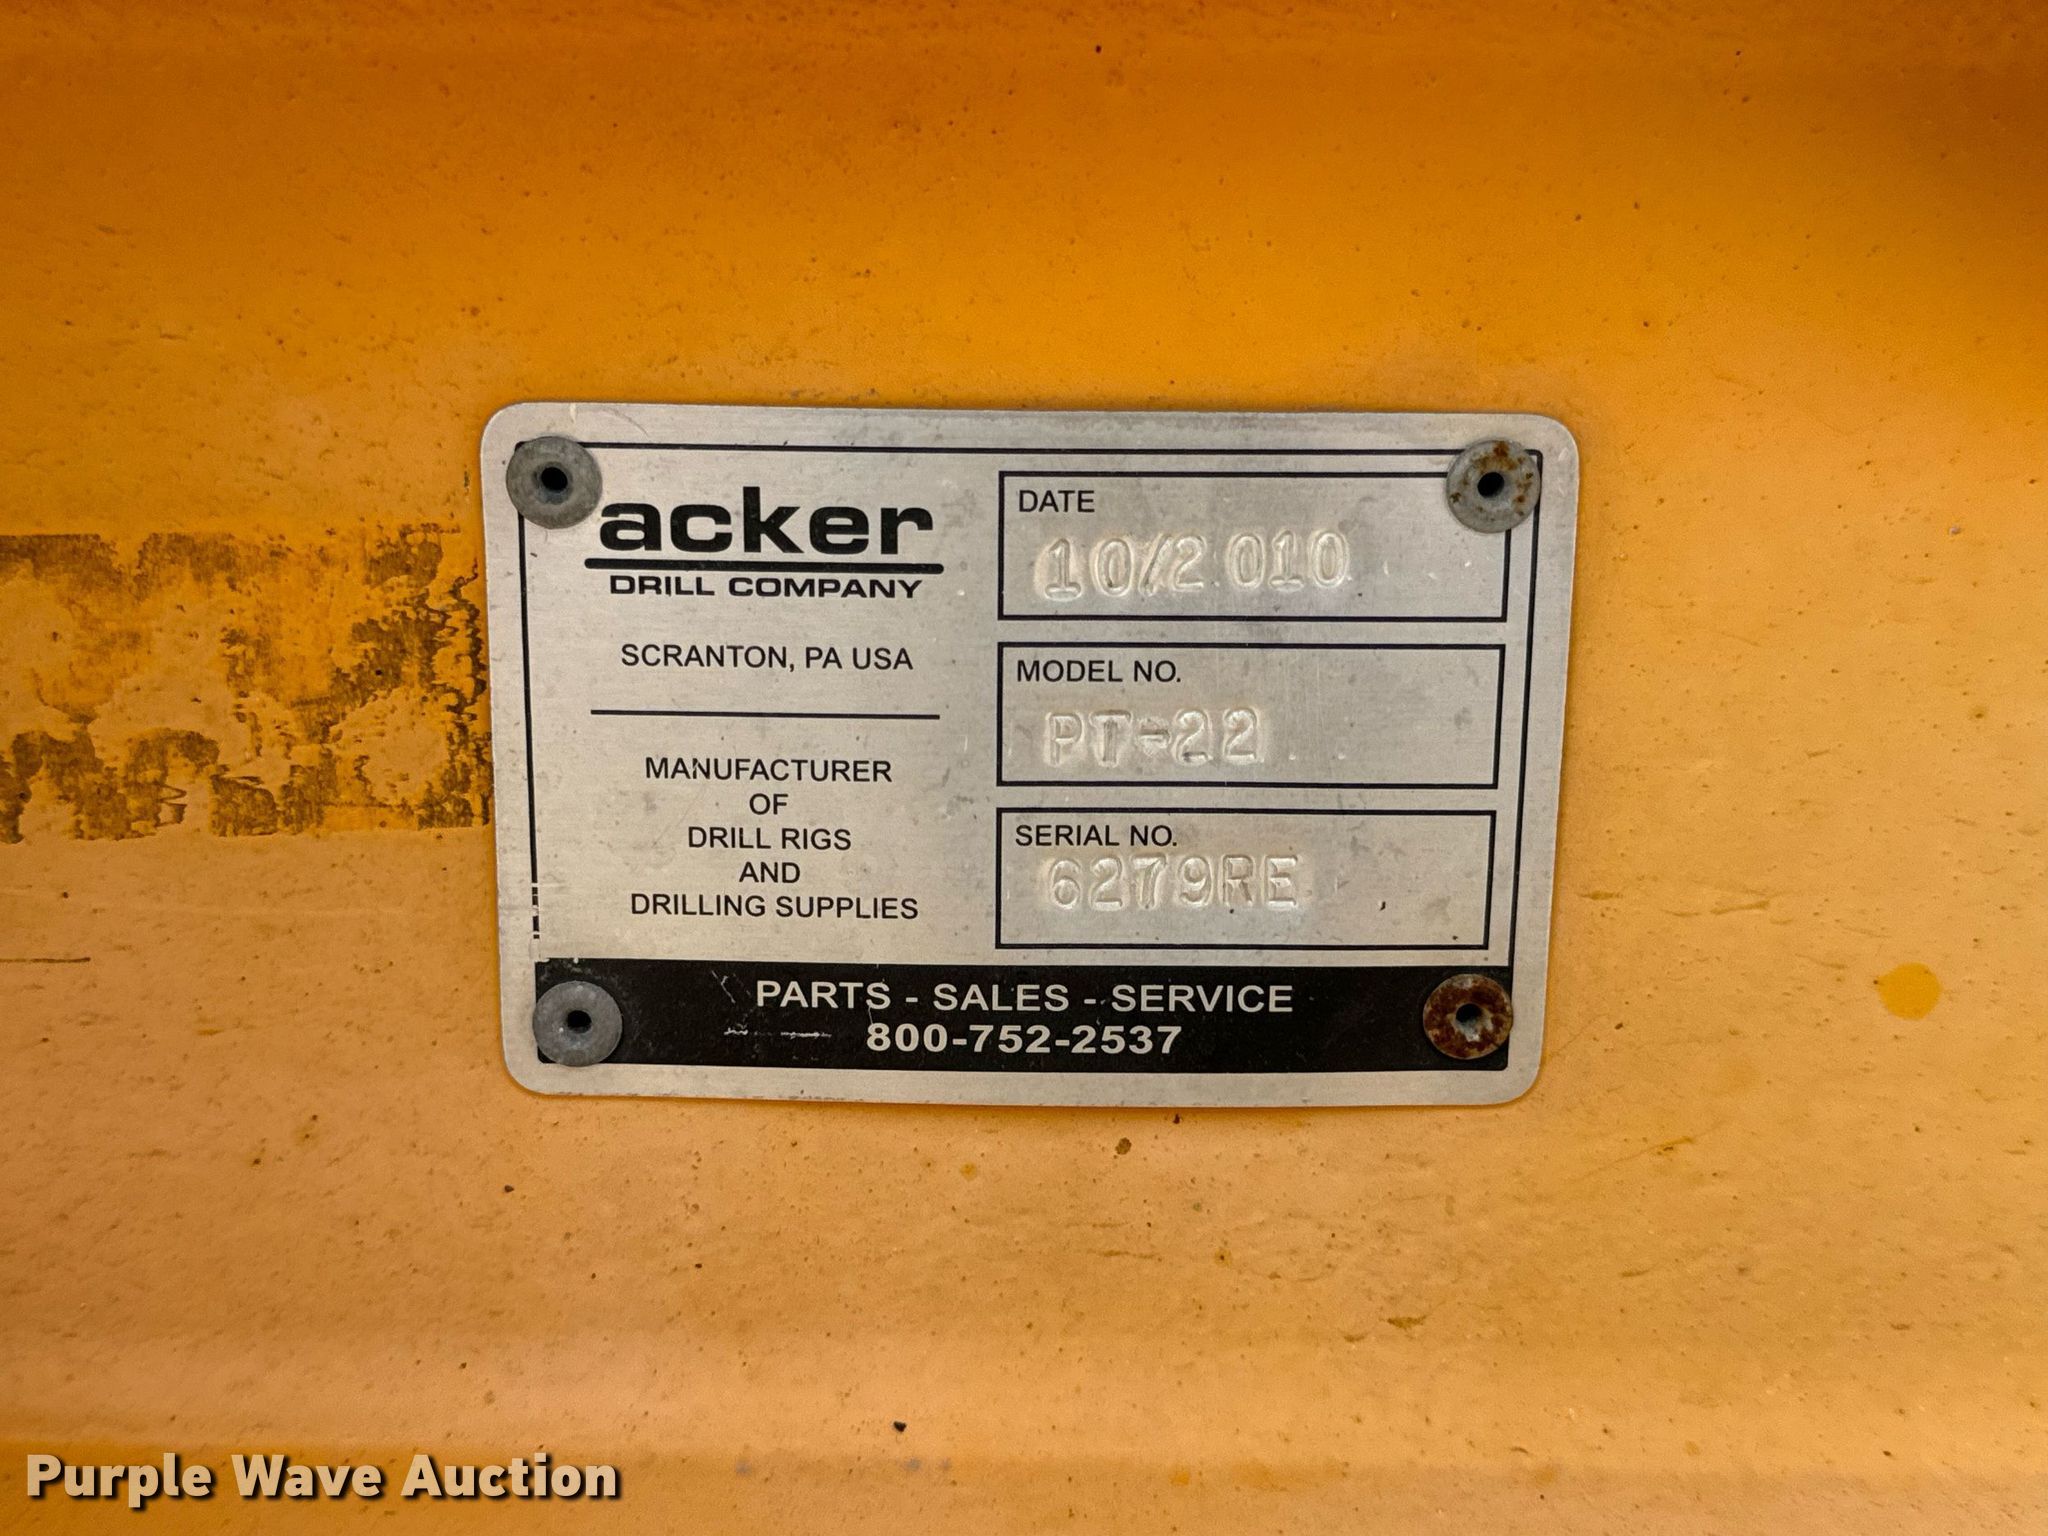 acker
DRILL COMPANY
SCRANTON, PA USA
MANUFACTURER
OF
DRILL RIGS
AND
DRILLING SUPPLIES
DATE
10/2010
MODEL NO.
PT-22
SERIAL NO.
6279RE
PARTS - SALES - SERVICE
800-752-2537
Purple Wave Auction